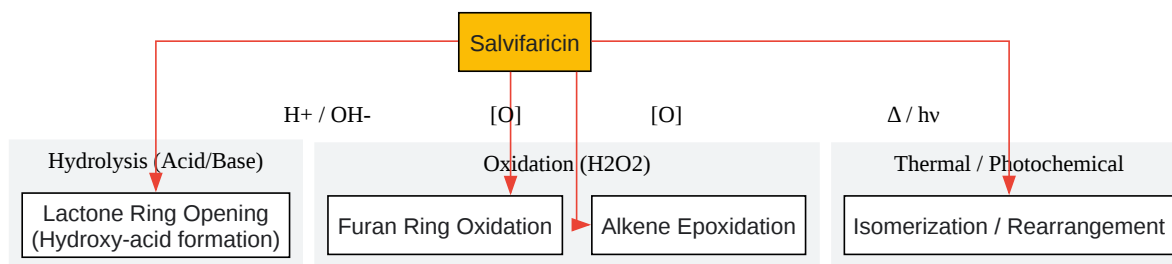 Salvifaricin
H+ / OH-
[O]
[O]
Δ / hν
Hydrolysis (Acid/Base)
Oxidation (H2O2)
Thermal / Photochemical
Lactone Ring Opening
(Hydroxy-acid formation)
Furan Ring Oxidation
Alkene Epoxidation
Isomerization / Rearrangement